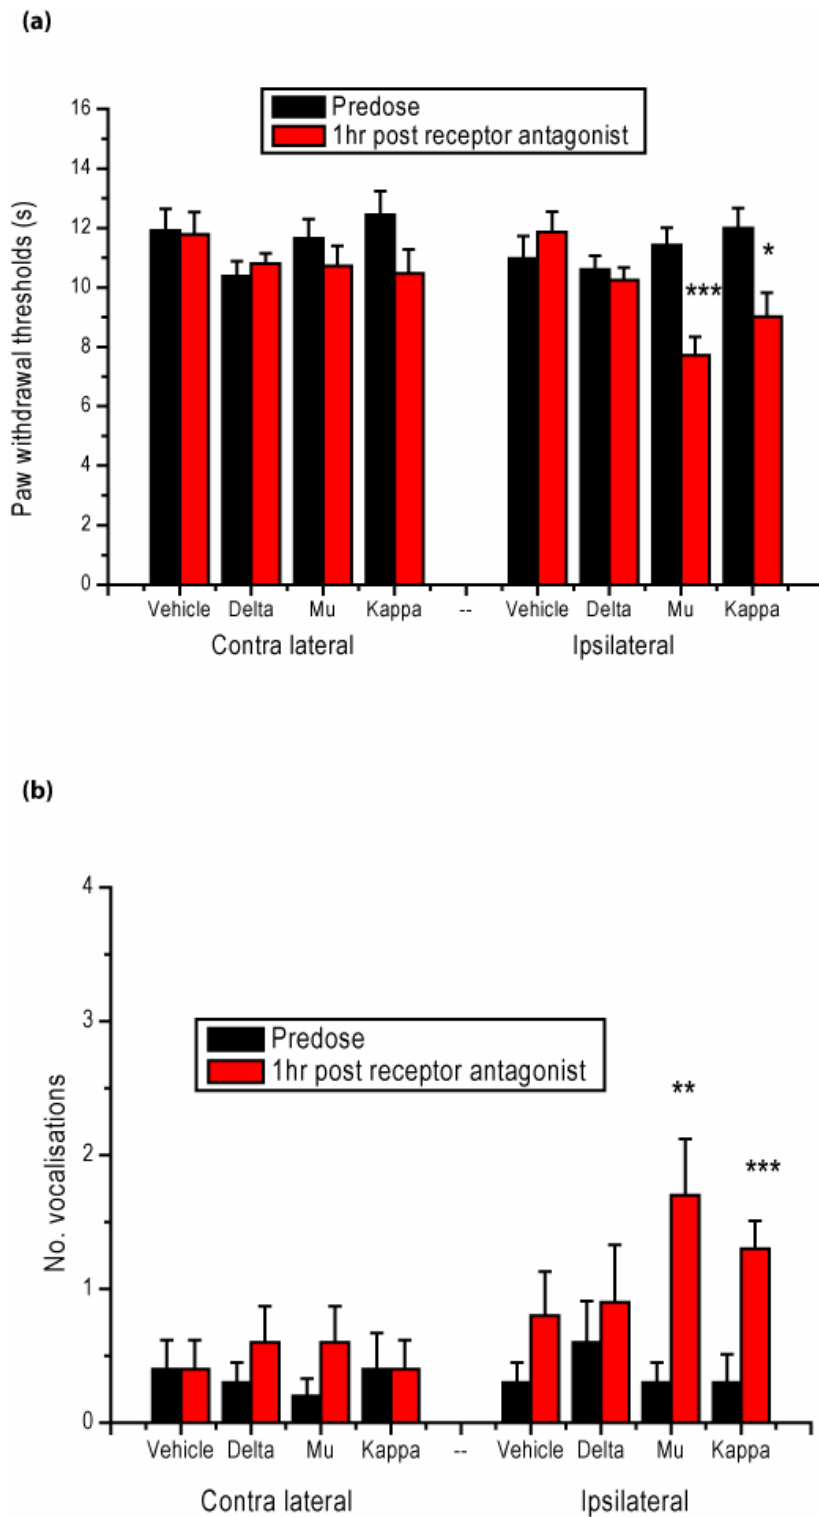 (a)
16
14
12
10
8
6
4
2
0
Paw withdrawal thresholds (s)
Predose
1hr post receptor antagonist
***
*
Vehicle Delta Mu Kappa -- Vehicle Delta Mu Kappa
Contra lateral Ipsilateral
(b)
4
3
2
1
0
No. vocalisations
Predose
1hr post receptor antagonist
**
***
Vehicle Delta Mu Kappa -- Vehicle Delta Mu Kappa
Contra lateral Ipsilateral